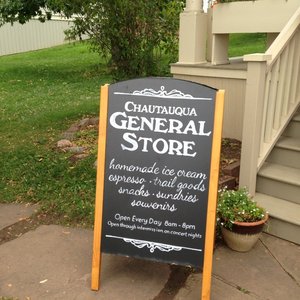 CHAUTAUQUA
GENERAL
STORE
homemade ice cream
espresso · trail goods
snacks · sundries
souvenirs
Open Every Day 8am - 8pm
Open through intermission on concert nights